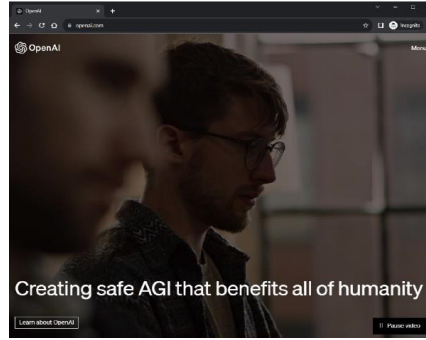 OpenAI
openai.com
Incognito
OpenAI
Menu
Creating safe AGI that benefits all of humanity
Learn about OpenAI
Pause video